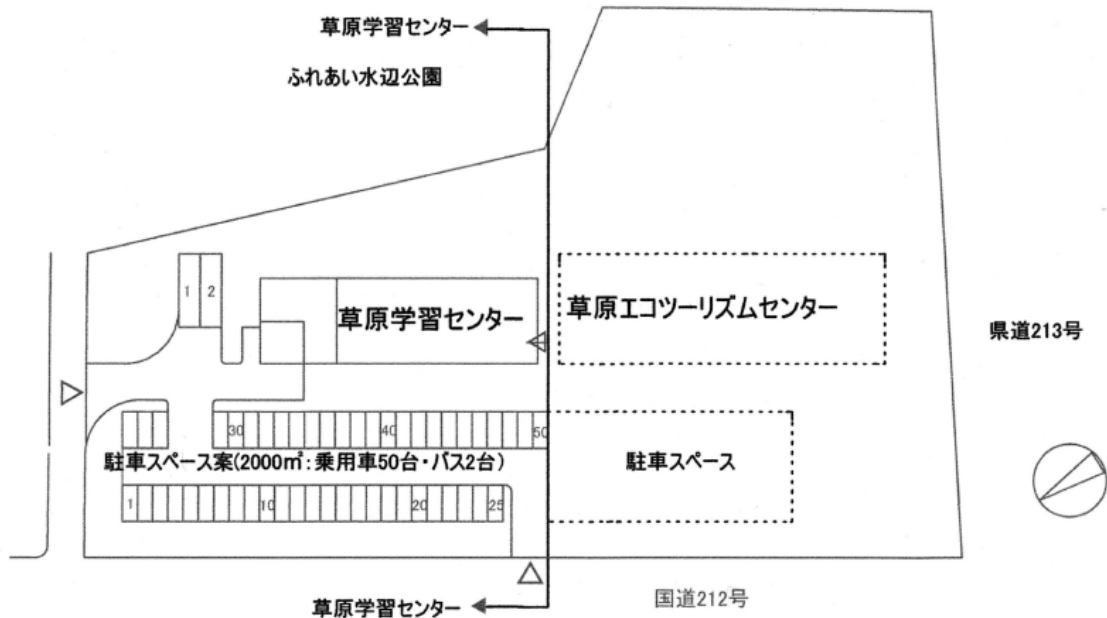 草原学習センター
ふれあい水辺公園
1 2
草原学習センター
草原エコツーリズムセンター
県道213号
30 40 50
駐車スペース案(2000㎡:乗用車50台・バス2台)
駐車スペース
1 10 20 25
国道212号
草原学習センター